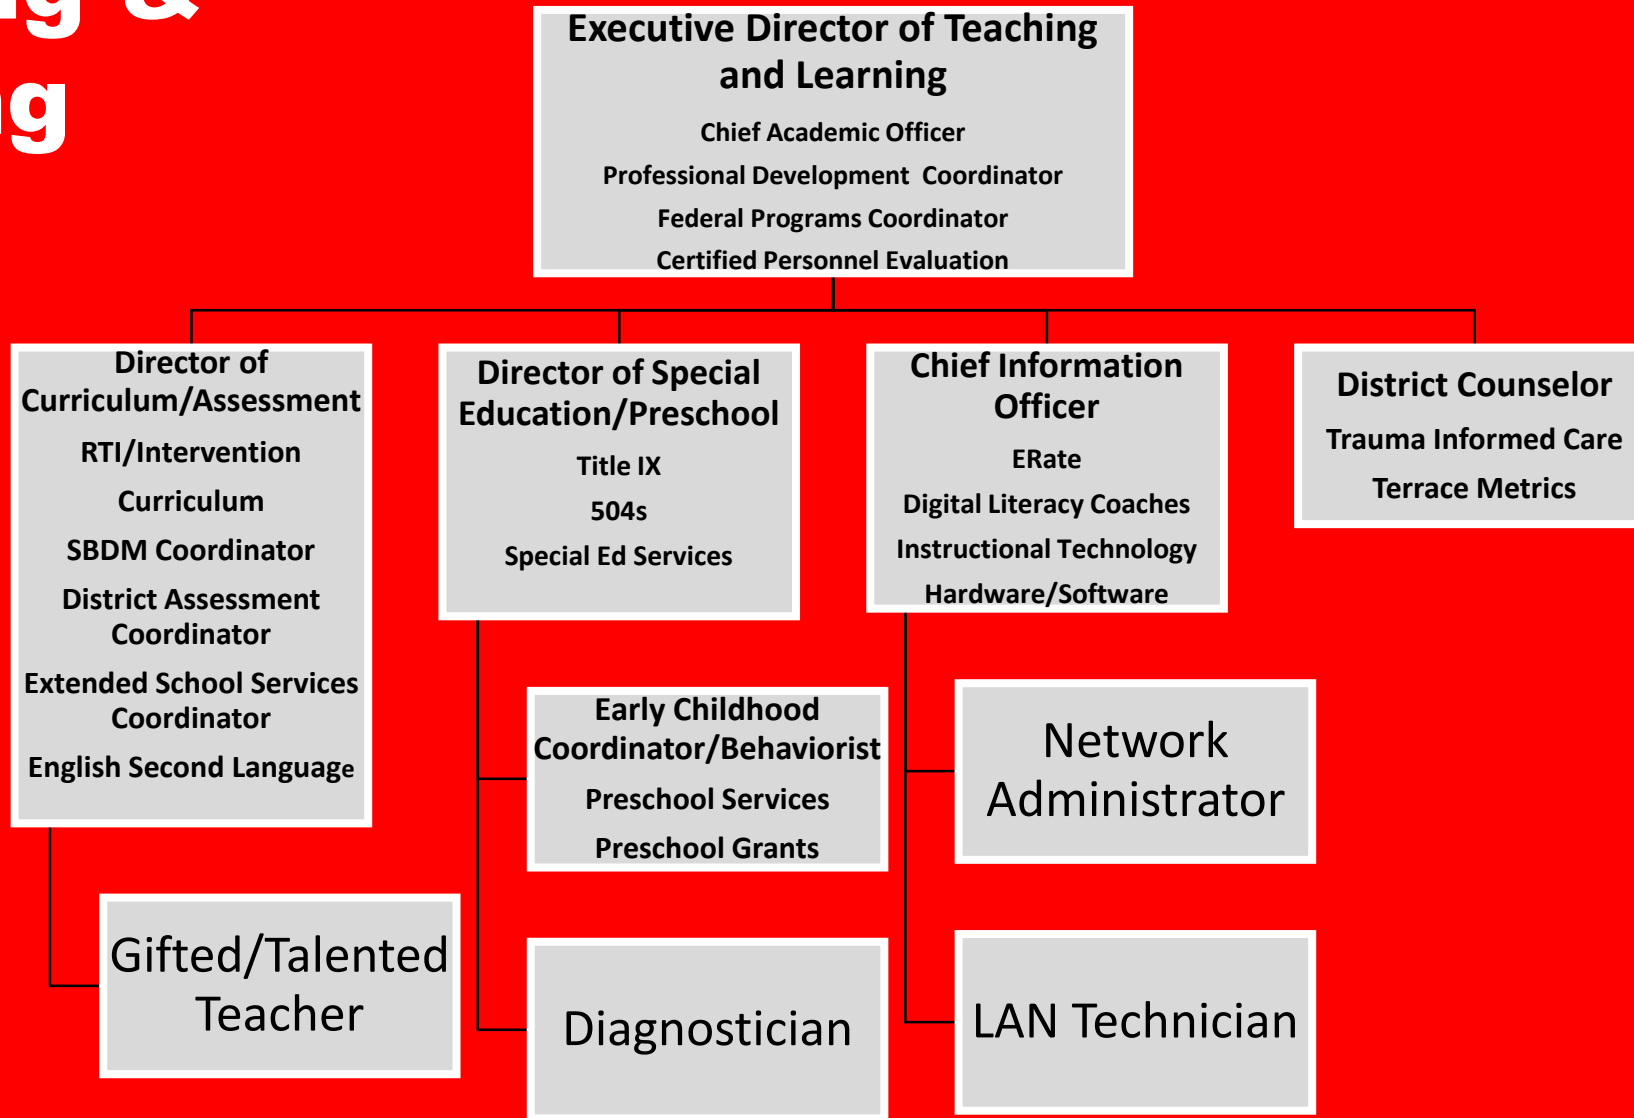 &
Executive Director of Teaching
and Learning
Chief Academic Officer
Professional Development Coordinator
Federal Programs Coordinator
Certified Personnel Evaluation
Director of
Curriculum/Assessment
RTI/Intervention
Curriculum
SBDM Coordinator
District Assessment
Coordinator
Extended School Services
Coordinator
English Second Language
Director of Special
Education/Preschool
Title IX
504s
Special Ed Services
Chief Information
Officer
ERate
Digital Literacy Coaches
Instructional Technology
Hardware/Software
District Counselor
Trauma Informed Care
Terrace Metrics
Early Childhood
Coordinator/Behaviorist
Preschool Services
Preschool Grants
Network
Administrator
Gifted/Talented
Teacher
Diagnostician
LAN Technician